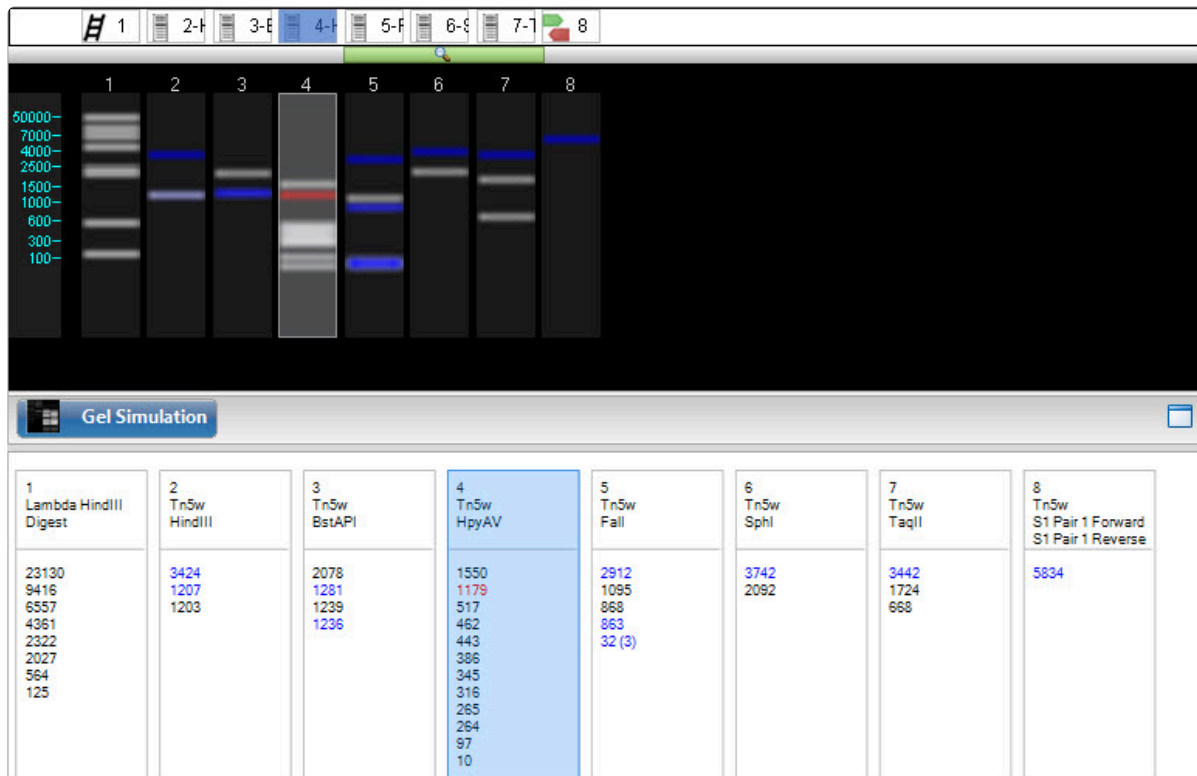 1 2-H 3-E 4-H 5-F 6-S 7-T 8
1 2 3 4 5 6 7 8
50000
7000
4000
2500
1500
1000
600
300
100
Gel Simulation
1
Lambda HindIII
Digest
23130
9416
6557
4361
2322
2027
564
125
2
Tn5w
HindIII
3424
1207
1203
3
Tn5w
BstAPI
2078
1281
1239
1236
4
Tn5w
HpyAV
1550
1179
517
462
443
386
345
316
265
264
97
10
5
Tn5w
FalI
2912
1095
868
863
32 (3)
6
Tn5w
SphI
3742
2092
7
Tn5w
TaqII
3442
1724
668
8
Tn5w
S1 Pair 1 Forward
S1 Pair 1 Reverse
5834